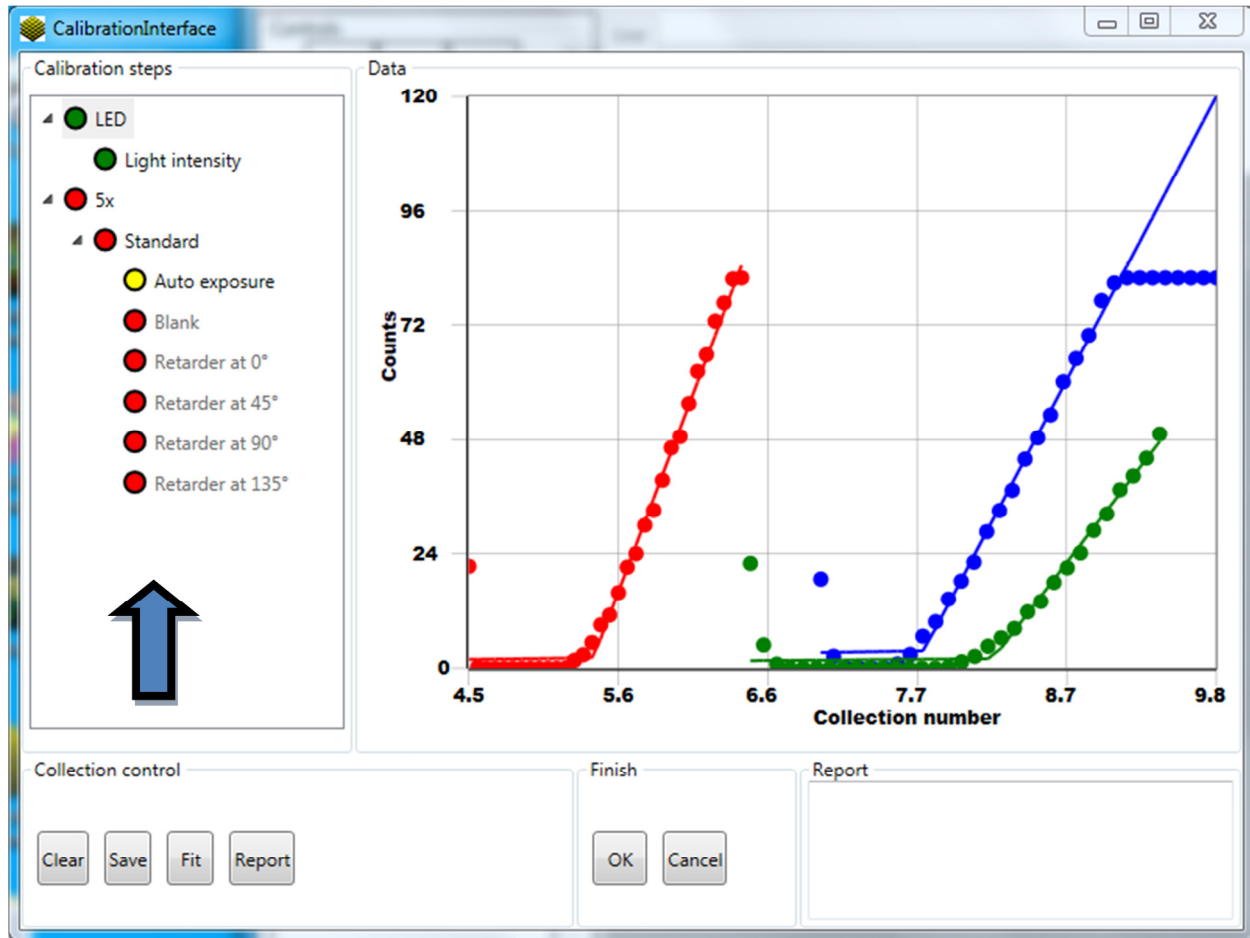 CalibrationInterface
Calibration steps
LED
Light intensity
5x
Standard
Auto exposure
Blank
Retarder at 0°
Retarder at 45°
Retarder at 90°
Retarder at 135°
Data
120
96
72
48
24
0
Counts
4.5 5.6 6.6 7.7 8.7 9.8
Collection number
Collection control
Clear Save Fit Report
Finish
OK Cancel
Report